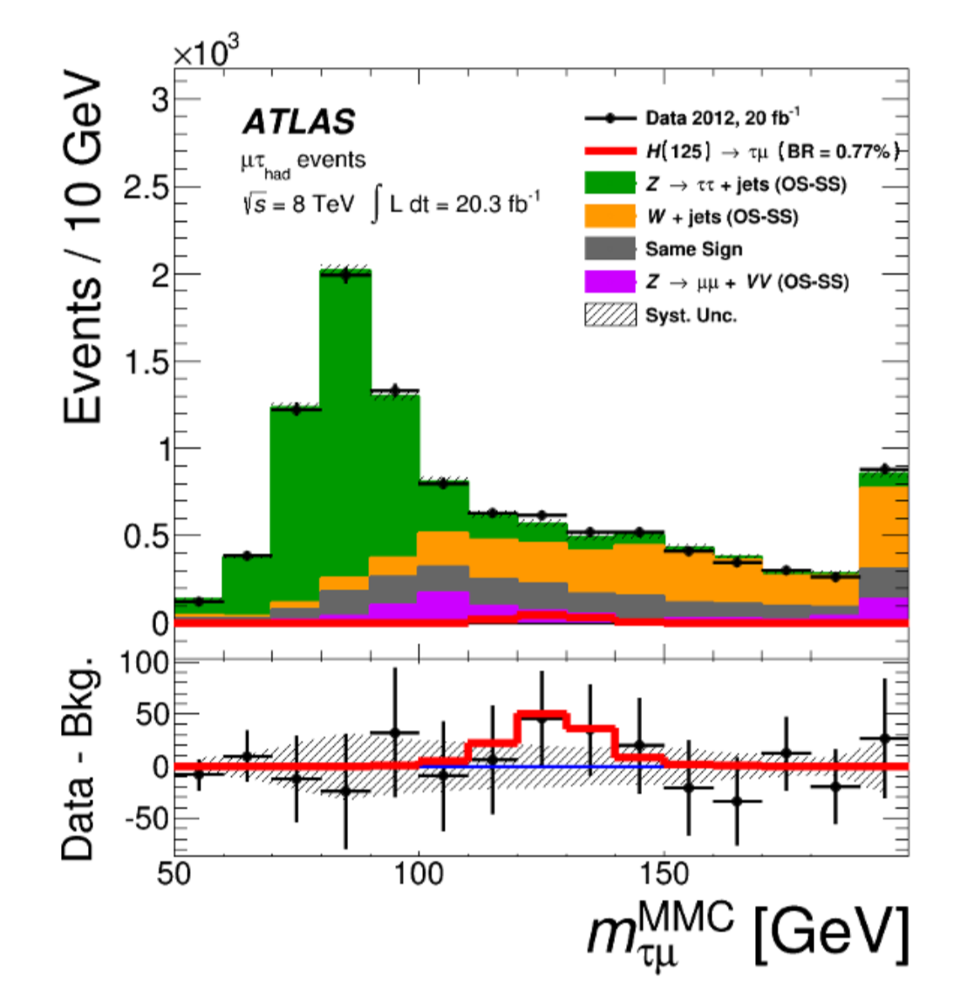 ×10³
Events / 10 GeV
3
2.5
2
1.5
1
0.5
0
ATLAS
μτhad events
√s = 8 TeV ∫ L dt = 20.3 fb⁻¹
Data 2012, 20 fb⁻¹
H(125) → τμ (BR = 0.77%)
Z → ττ + jets (OS-SS)
W + jets (OS-SS)
Same Sign
Z → μμ + VV (OS-SS)
Syst. Unc.
Data - Bkg.
100
50
0
-50
50 100 150
m_τμ^MMC [GeV]